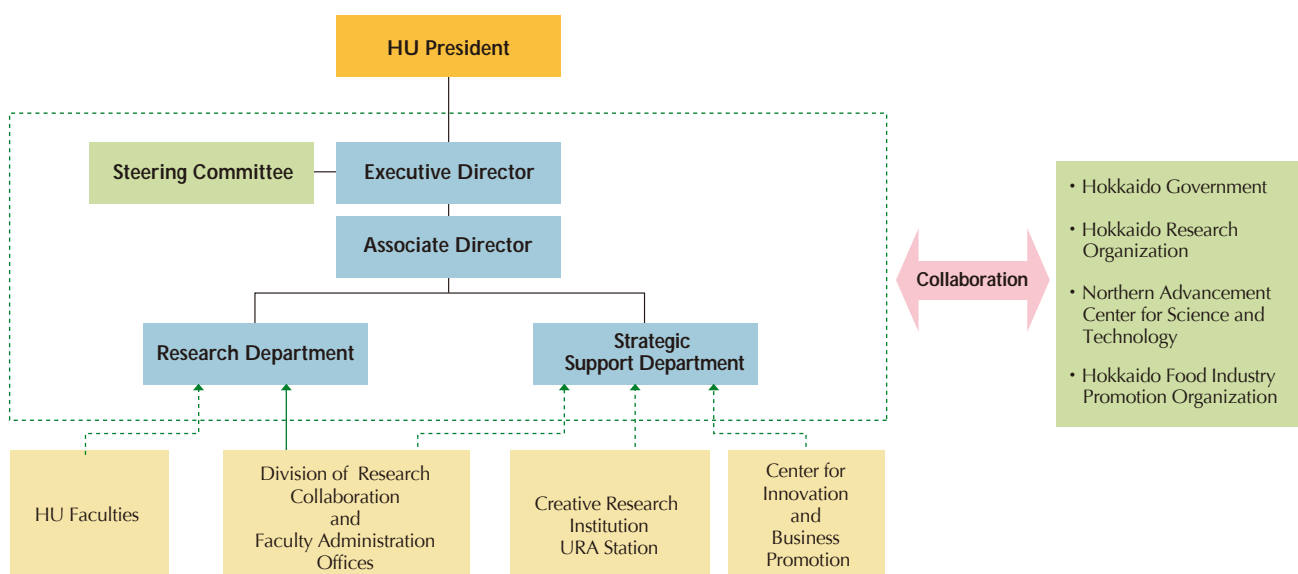 HU President
Steering Committee
Executive Director
Associate Director
Research Department
Strategic
Support Department
Collaboration
・Hokkaido Government
・Hokkaido Research
Organization
・Northern Advancement
Center for Science and
Technology
・Hokkaido Food Industry
Promotion Organization
HU Faculties
Division of Research
Collaboration
and
Faculty Administration
Offices
Creative Research
Institution
URA Station
Center for
Innovation
and
Business
Promotion